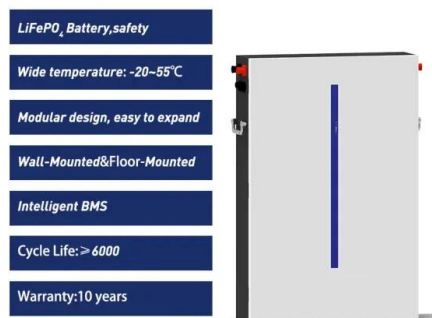 LiFePO₄ Battery,safety
Wide temperature: -20~55℃
Modular design, easy to expand
Wall-Mounted&Floor-Mounted
Intelligent BMS
Cycle Life:≥6000
Warranty:10 years